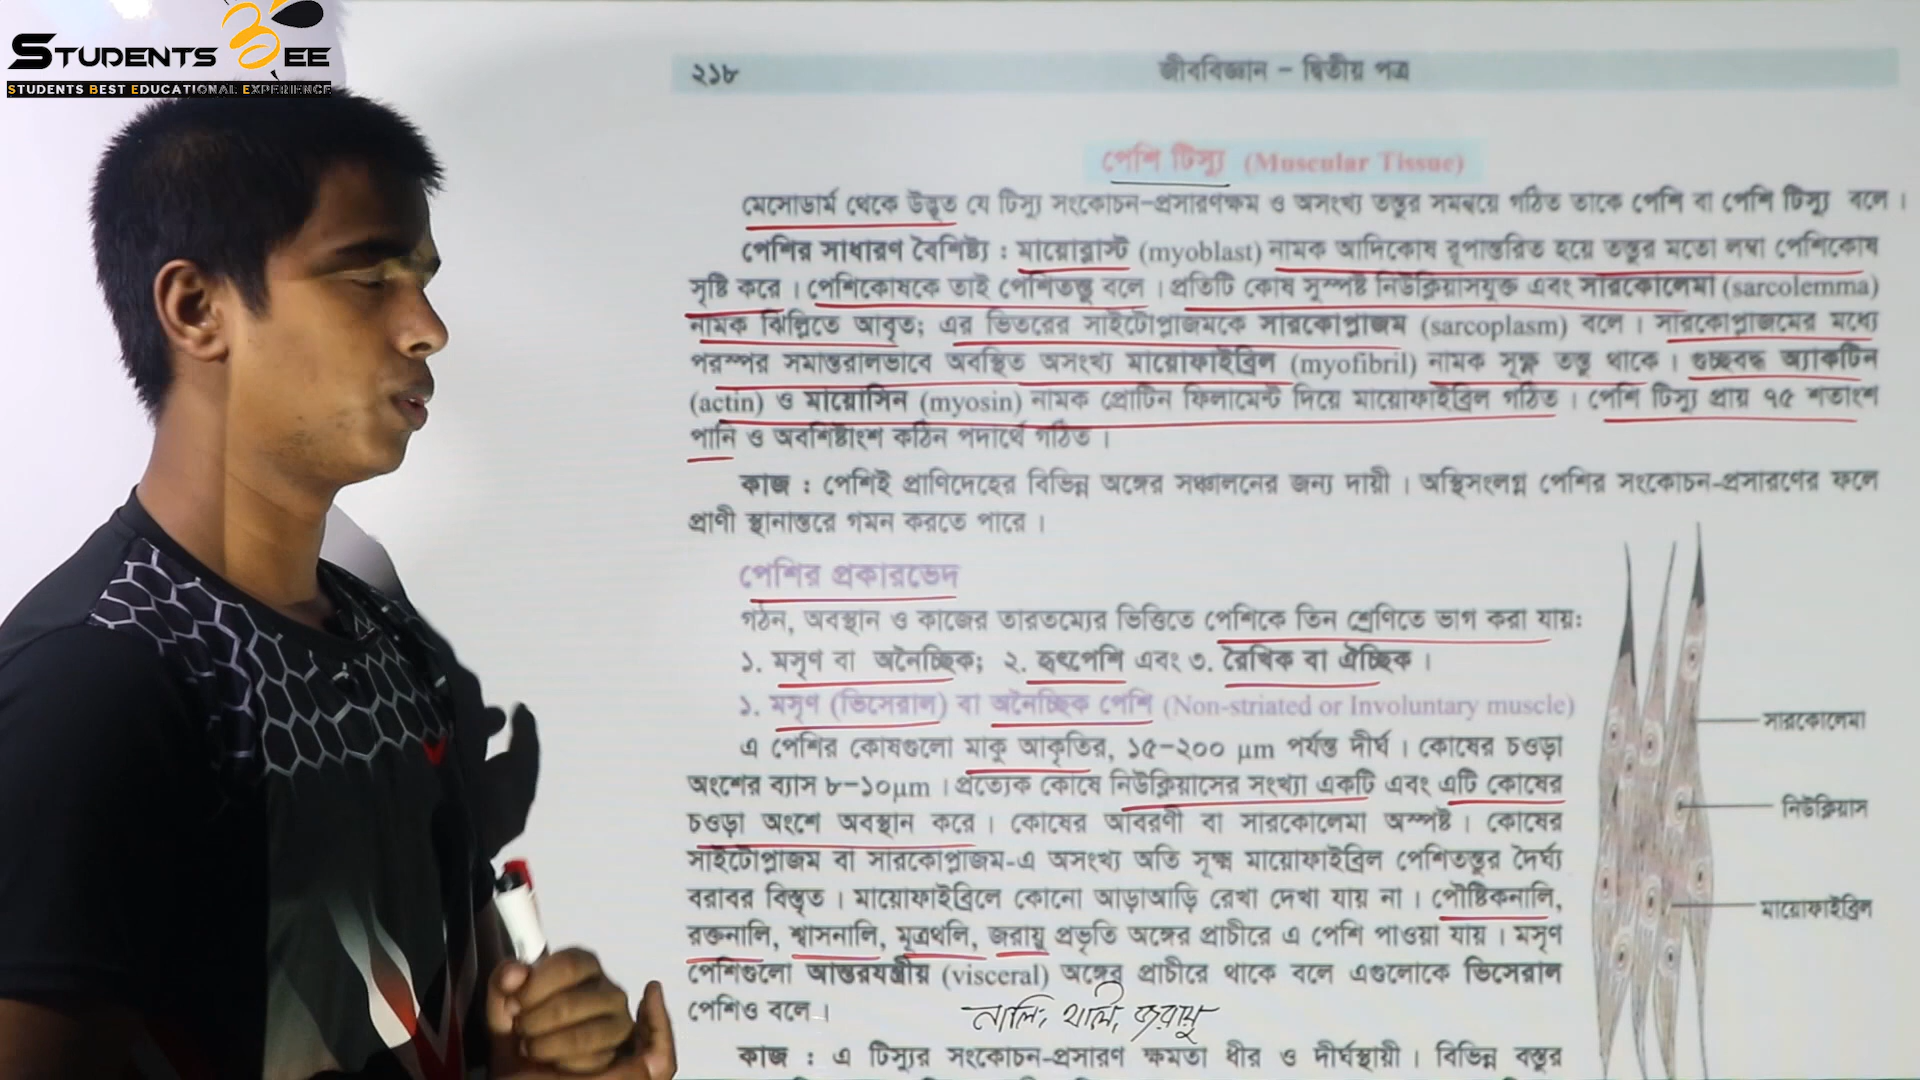 STUDENTS BEE
STUDENTS BEST EDUCATIONAL EXPERIENCE
২১৮
জীববিজ্ঞান – দ্বিতীয় পত্র
পেশি টিস্যু (Muscular Tissue)
মেসোডার্ম থেকে উদ্ভূত যে টিস্যু সংকোচন-প্রসারণক্ষম ও অসংখ্য তন্তুর সমন্বয়ে গঠিত তাকে পেশি বা পেশি টিস্যু বলে।
পেশির সাধারণ বৈশিষ্ট্য : মায়োব্লাস্ট (myoblast) নামক আদিকোষ রূপান্তরিত হয়ে তন্তুর মতো লম্বা পেশিকোষ
সৃষ্টি করে। পেশিকোষকে তাই পেশিতন্তু বলে। প্রতিটি কোষ সুস্পষ্ট নিউক্লিয়াসযুক্ত এবং সারকোলেমা (sarcolemma)
নামক ঝিল্লিতে আবৃত; এর ভিতরের সাইটোপ্লাজমকে সারকোপ্লাজম (sarcoplasm) বলে। সারকোপ্লাজমের মধ্যে
পরস্পর সমান্তরালভাবে অবস্থিত অসংখ্য মায়োফাইব্রিল (myofibril) নামক সূক্ষ্ম তন্তু থাকে। গুচ্ছবদ্ধ অ্যাকটিন
(actin) ও মায়োসিন (myosin) নামক প্রোটিন ফিলামেন্ট দিয়ে মায়োফাইব্রিল গঠিত। পেশি টিস্যু প্রায় ৭৫ শতাংশ
পানি ও অবশিষ্টাংশ কঠিন পদার্থে গঠিত।
কাজ : পেশিই প্রাণিদেহের বিভিন্ন অঙ্গের সঞ্চালনের জন্য দায়ী। অস্থিসংলগ্ন পেশির সংকোচন-প্রসারণের ফলে
প্রাণী স্থানান্তরে গমন করতে পারে।
পেশির প্রকারভেদ
গঠন, অবস্থান ও কাজের তারতম্যের ভিত্তিতে পেশিকে তিন শ্রেণিতে ভাগ করা যায়:
১. মসৃণ বা অনৈচ্ছিক; ২. হৃৎপেশি এবং ৩. রৈখিক বা ঐচ্ছিক।
১. মসৃণ (ভিসেরাল) বা অনৈচ্ছিক পেশি (Non-striated or Involuntary muscle)
এ পেশির কোষগুলো মাকু আকৃতির, ১৫–২০০ µm পর্যন্ত দীর্ঘ। কোষের চওড়া
অংশের ব্যাস ৮–১০µm। প্রত্যেক কোষে নিউক্লিয়াসের সংখ্যা একটি এবং এটি কোষের
চওড়া অংশে অবস্থান করে। কোষের আবরণী বা সারকোলেমা অস্পষ্ট। কোষের
সাইটোপ্লাজম বা সারকোপ্লাজম-এ অসংখ্য অতি সূক্ষ্ম মায়োফাইব্রিল পেশিতন্তুর দৈর্ঘ্য
বরাবর বিস্তৃত। মায়োফাইব্রিলে কোনো আড়াআড়ি রেখা দেখা যায় না। পৌষ্টিকনালি,
রক্তনালি, শ্বাসনালি, মূত্রথলি, জরায়ু প্রভৃতি অঙ্গের প্রাচীরে এ পেশি পাওয়া যায়। মসৃণ
পেশিগুলো আন্তরযন্ত্রীয় (visceral) অঙ্গের প্রাচীরে থাকে বলে এগুলোকে ভিসেরাল
পেশিও বলে।
নালি, থলি, জরায়ু
কাজ : এ টিস্যুর সংকোচন-প্রসারণ ক্ষমতা ধীর ও দীর্ঘস্থায়ী। বিভিন্ন বস্তুর
সারকোলেমা
নিউক্লিয়াস
মায়োফাইব্রিল